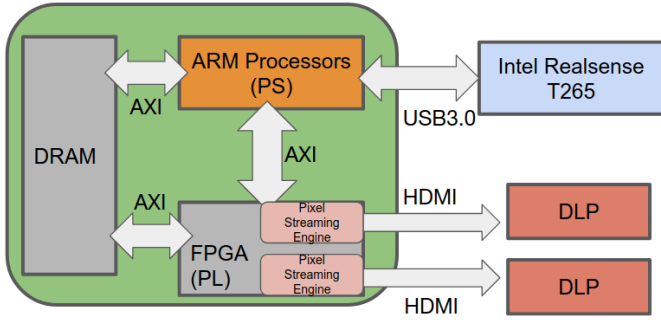 ARM Processors
(PS)
Intel Realsense
T265
AXI
USB3.0
DRAM
AXI
AXI
HDMI
Pixel
Streaming
Engine
DLP
FPGA
(PL)
Pixel
Streaming
Engine
DLP
HDMI